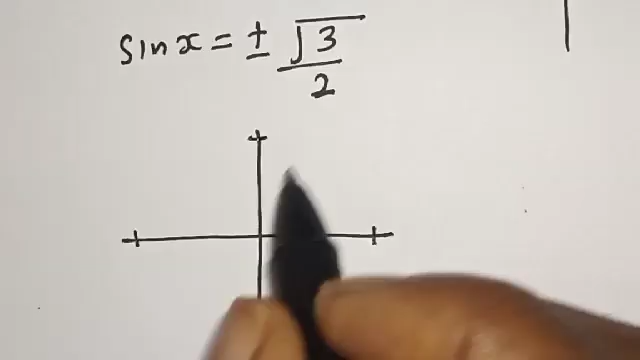 sin x = ± √3/2